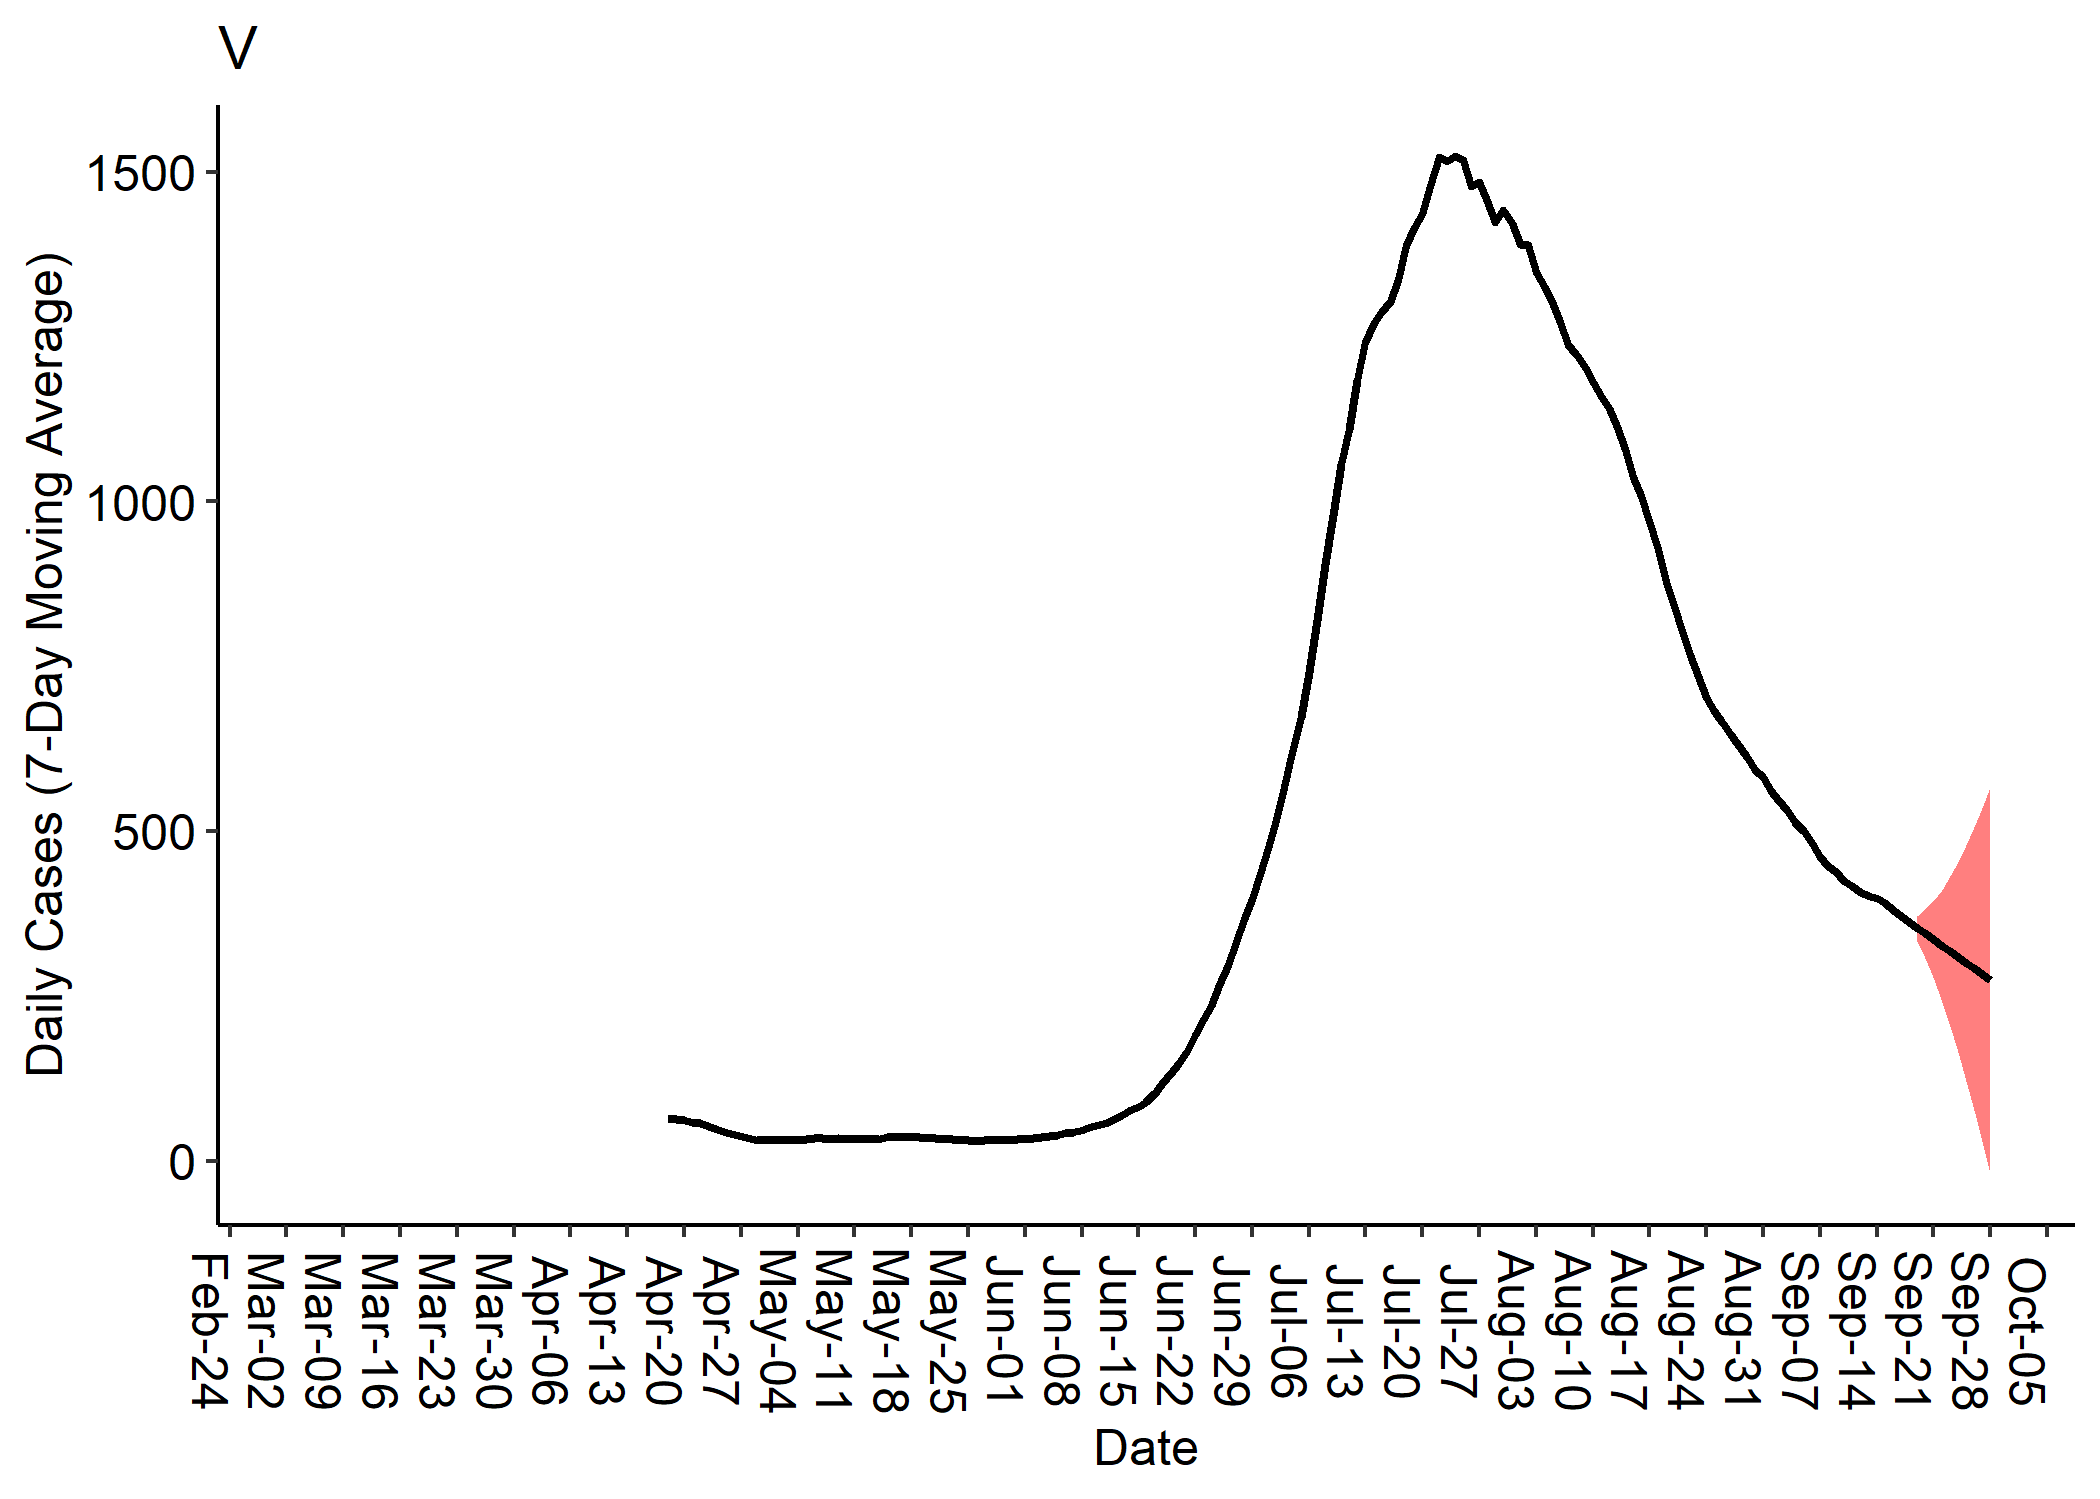 V
Daily Cases (7-Day Moving Average)
1500
1000
500
0
Feb-24
Mar-02
Mar-09
Mar-16
Mar-23
Mar-30
Apr-06
Apr-13
Apr-20
Apr-27
May-04
May-11
May-18
May-25
Jun-01
Jun-08
Jun-15
Jun-22
Jun-29
Jul-06
Jul-13
Jul-20
Jul-27
Aug-03
Aug-10
Aug-17
Aug-24
Aug-31
Sep-07
Sep-14
Sep-21
Sep-28
Oct-05
Date